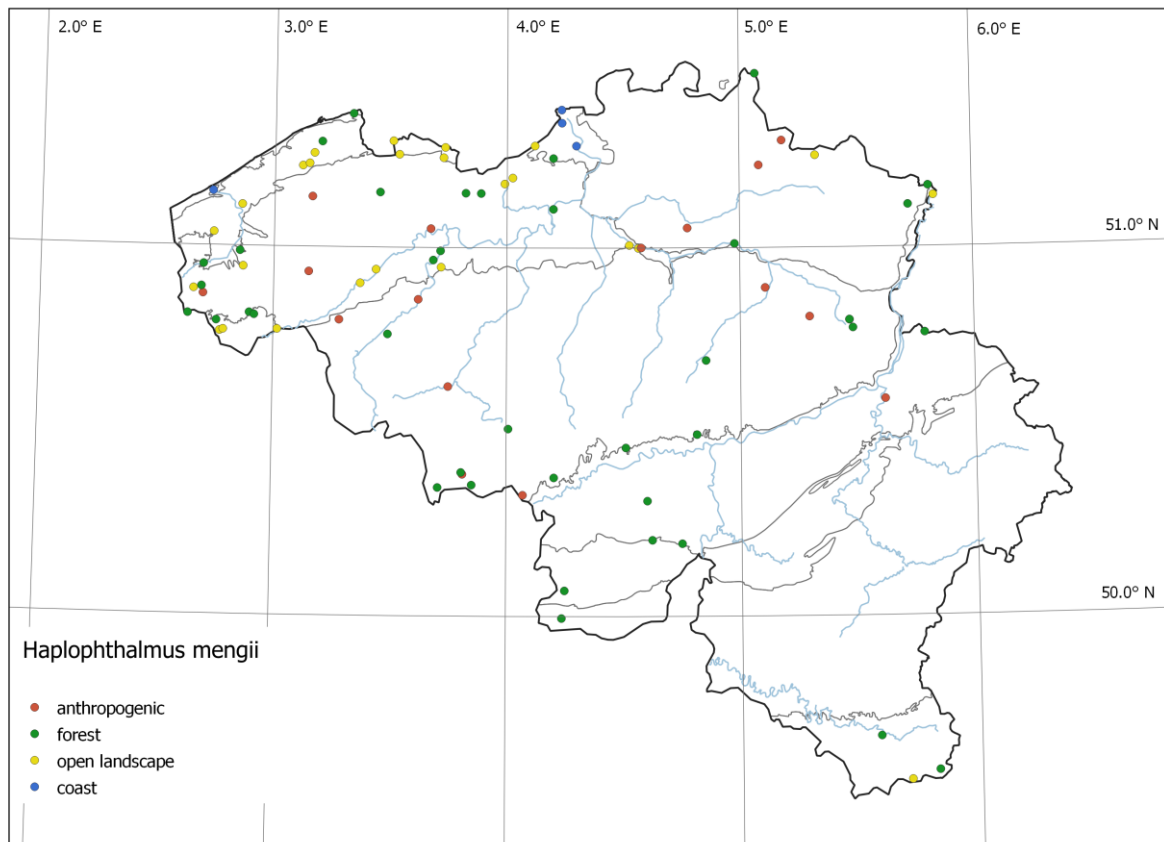 2.0° E 3.0° E 4.0° E 5.0° E 6.0° E
51.0° N
50.0° N
Haplophthalmus mengii
anthropogenic
forest
open landscape
coast